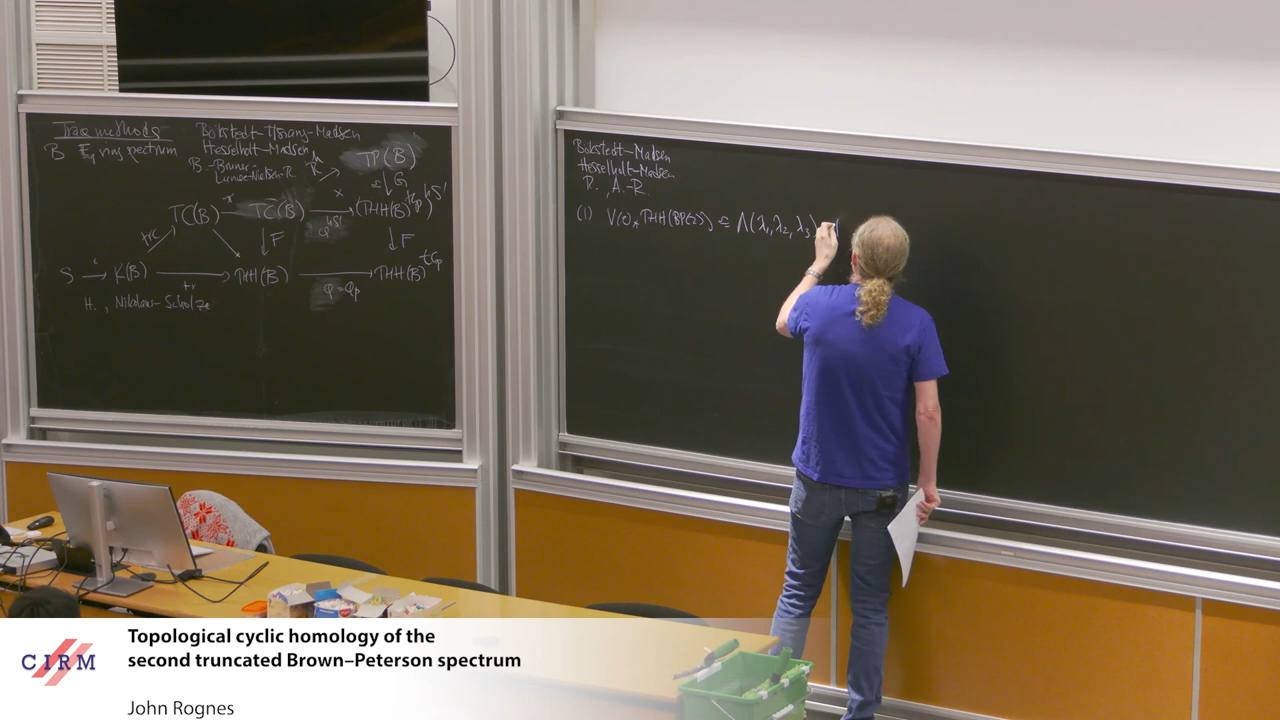 Trace methods
B E₄ ring spectrum
Bökstedt-Hsiang-Madsen
Hesselholt-Madsen
B.-Bruner-
Lunøe-Nielsen-R.
TP(B)
TC(B) TC⁻(B) (THH(B)^tCp)^hS¹
φ^hS¹
trc F F
S K(B) THH(B) THH(B)^tCp
tr φ=φp
H., Nikolaus-Scholze
Bökstedt-Madsen
Hesselholt-Madsen
R., A.-R.
(1) V(2)⁎ THH(BP<2>) ≅ Λ(λ₁, λ₂, λ₃)
CIRM
Topological cyclic homology of the
second truncated Brown–Peterson spectrum
John Rognes